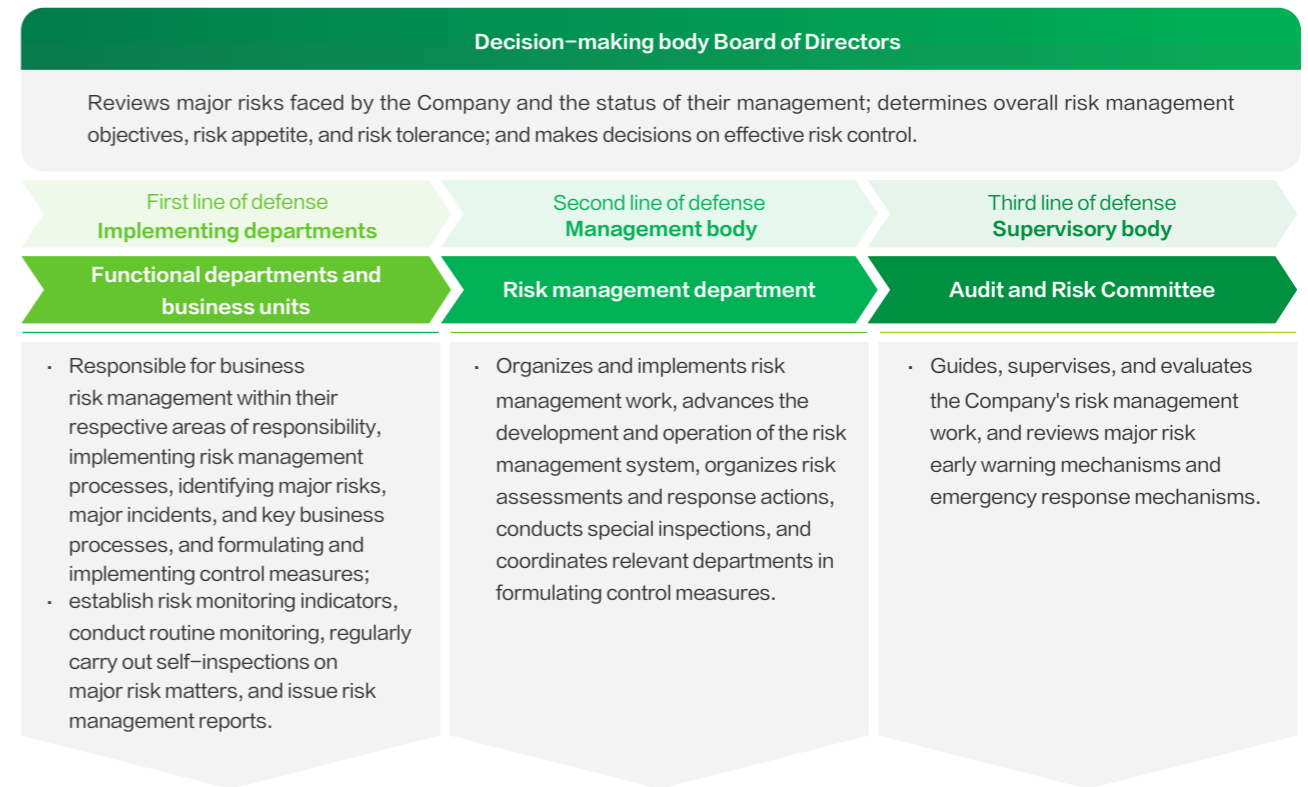 Decision-making body Board of Directors
Reviews major risks faced by the Company and the status of their management; determines overall risk management
objectives, risk appetite, and risk tolerance; and makes decisions on effective risk control.
First line of defense
Implementing departments
Functional departments and
business units
· Responsible for business
risk management within their
respective areas of responsibility,
implementing risk management
processes, identifying major risks,
major incidents, and key business
processes, and formulating and
implementing control measures;
· establish risk monitoring indicators,
conduct routine monitoring, regularly
carry out self-inspections on
major risk matters, and issue risk
management reports.
Second line of defense
Management body
Risk management department
· Organizes and implements risk
management work, advances the
development and operation of the risk
management system, organizes risk
assessments and response actions,
conducts special inspections, and
coordinates relevant departments in
formulating control measures.
Third line of defense
Supervisory body
Audit and Risk Committee
· Guides, supervises, and evaluates
the Company's risk management
work, and reviews major risk
early warning mechanisms and
emergency response mechanisms.